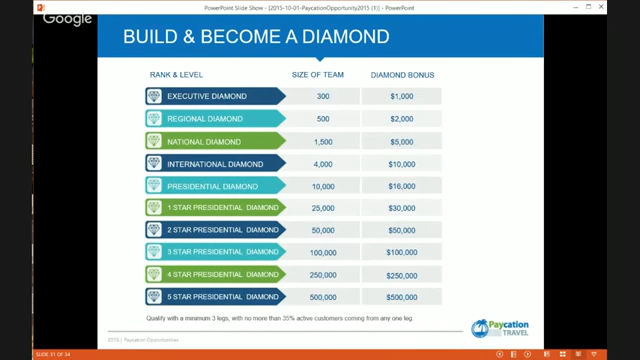 PowerPoint Slide Show - [2015-10-01-PaycationOpportunity2015 (1)] - PowerPoint
Google
BUILD & BECOME A DIAMOND
RANK & LEVEL SIZE OF TEAM DIAMOND BONUS
EXECUTIVE DIAMOND 300 $1,000
REGIONAL DIAMOND 500 $2,000
NATIONAL DIAMOND 1,500 $5,000
INTERNATIONAL DIAMOND 4,000 $10,000
PRESIDENTIAL DIAMOND 10,000 $16,000
1 STAR PRESIDENTIAL DIAMOND 25,000 $30,000
2 STAR PRESIDENTIAL DIAMOND 50,000 $50,000
3 STAR PRESIDENTIAL DIAMOND 100,000 $100,000
4 STAR PRESIDENTIAL DIAMOND 250,000 $250,000
5 STAR PRESIDENTIAL DIAMOND 500,000 $500,000
Qualify with a minimum 3 legs, with no more than 35% active customers coming from any one leg.
2015 | Paycation Opportunities
Paycation
TRAVEL
SLIDE 31 OF 34